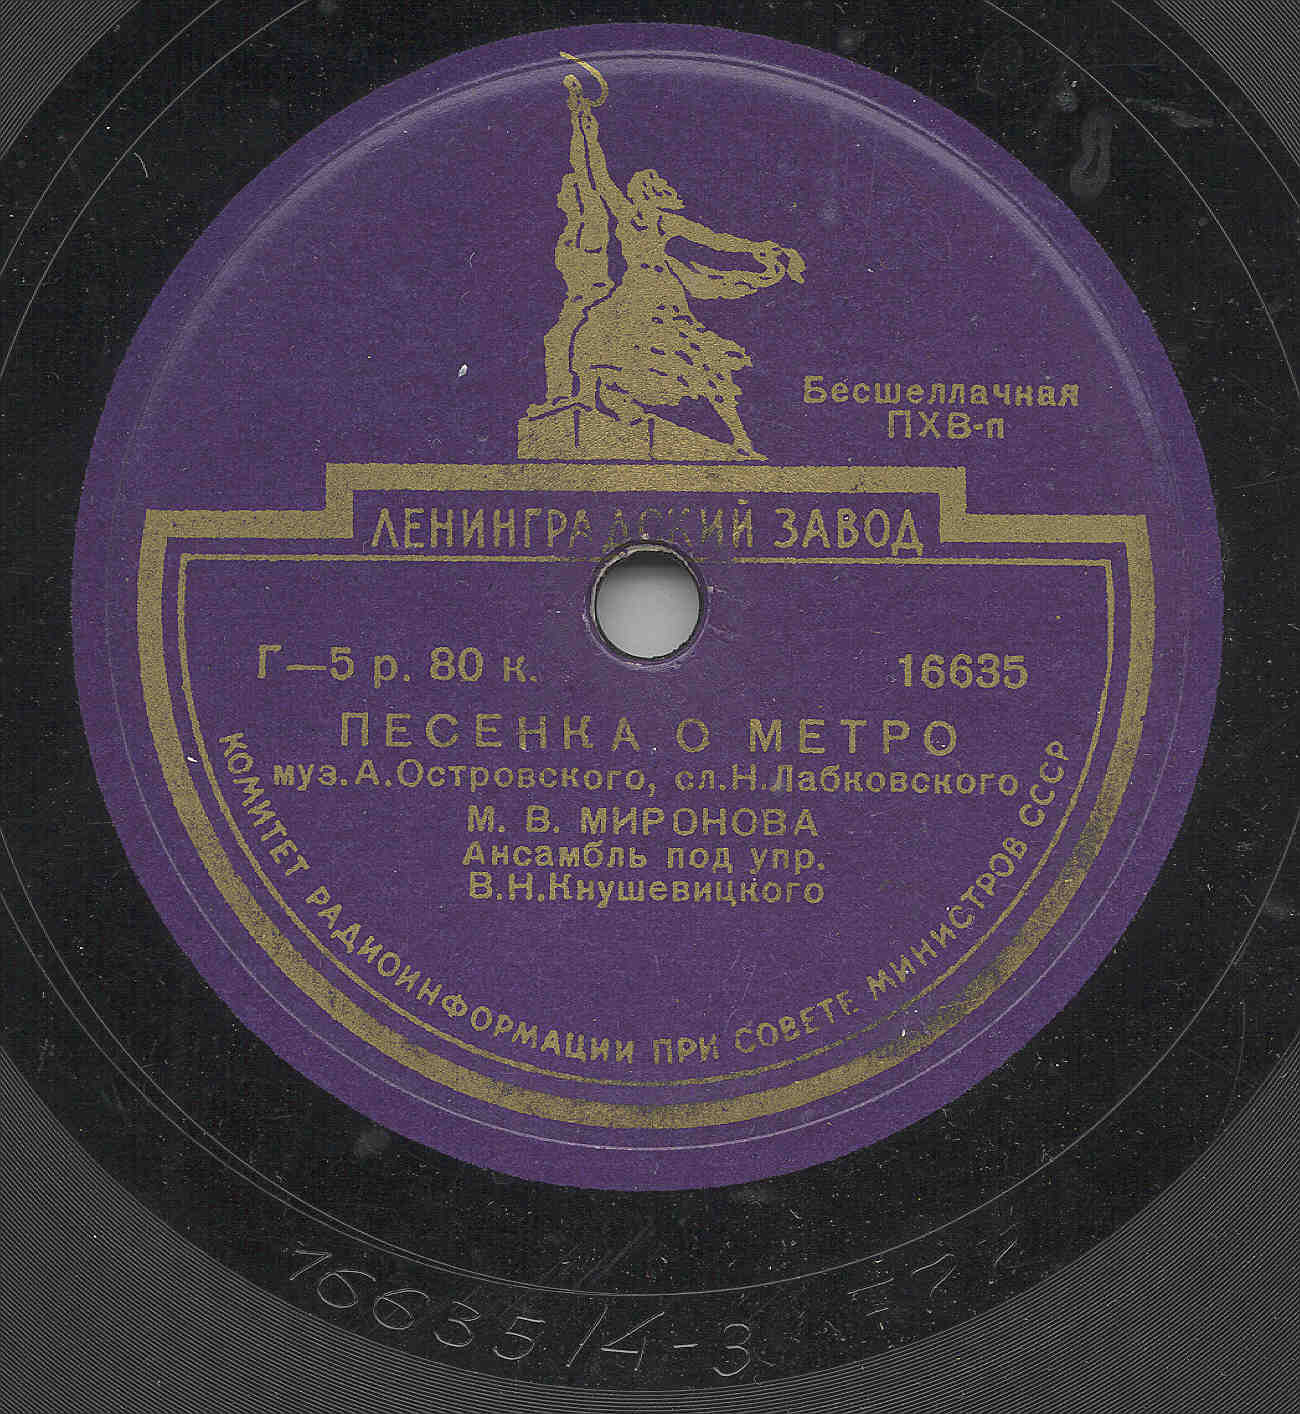 Бесшеллачная
ПХВ-п
ЛЕНИНГРАДСКИЙ ЗАВОД
Г—5 р. 80 к.
16635
ПЕСЕНКА О МЕТРО
муз. А. Островского, сл. Н. Лабковского
М. В. МИРОНОВА
Ансамбль под упр.
В. Н. Кнушевицкого
КОМИТЕТ РАДИОИНФОРМАЦИИ ПРИ СОВЕТЕ МИНИСТРОВ СССР
16635/4-3